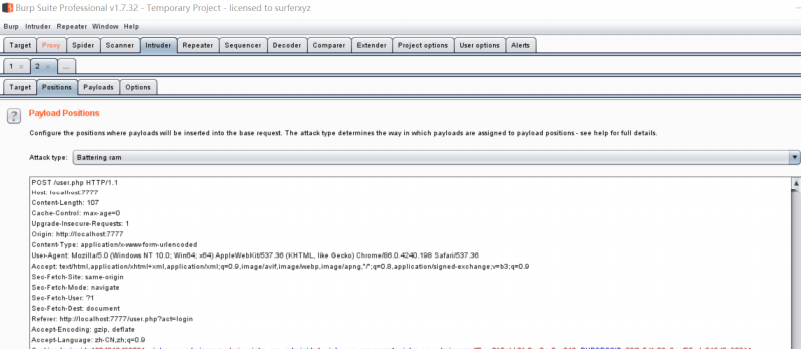 Burp Suite Professional v1.7.32 - Temporary Project - licensed to surferxyz
Burp Intruder Repeater Window Help
Target Proxy Spider Scanner Intruder Repeater Sequencer Decoder Comparer Extender Project options User options Alerts
1 × 2 × ...
Target Positions Payloads Options
? Payload Positions
Configure the positions where payloads will be inserted into the base request. The attack type determines the way in which payloads are assigned to payload positions - see help for full details.
Attack type: Battering ram
POST /user.php HTTP/1.1
Host: localhost:7777
Content-Length: 107
Cache-Control: max-age=0
Upgrade-Insecure-Requests: 1
Origin: http://localhost:7777
Content-Type: application/x-www-form-urlencoded
User-Agent: Mozilla/5.0 (Windows NT 10.0; Win64; x64) AppleWebKit/537.36 (KHTML, like Gecko) Chrome/86.0.4240.198 Safari/537.36
Accept: text/html,application/xhtml+xml,application/xml;q=0.9,image/avif,image/webp,image/apng,*/*;q=0.8,application/signed-exchange;v=b3;q=0.9
Sec-Fetch-Site: same-origin
Sec-Fetch-Mode: navigate
Sec-Fetch-User: ?1
Sec-Fetch-Dest: document
Referer: http://localhost:7777/user.php?act=login
Accept-Encoding: gzip, deflate
Accept-Language: zh-CN,zh;q=0.9